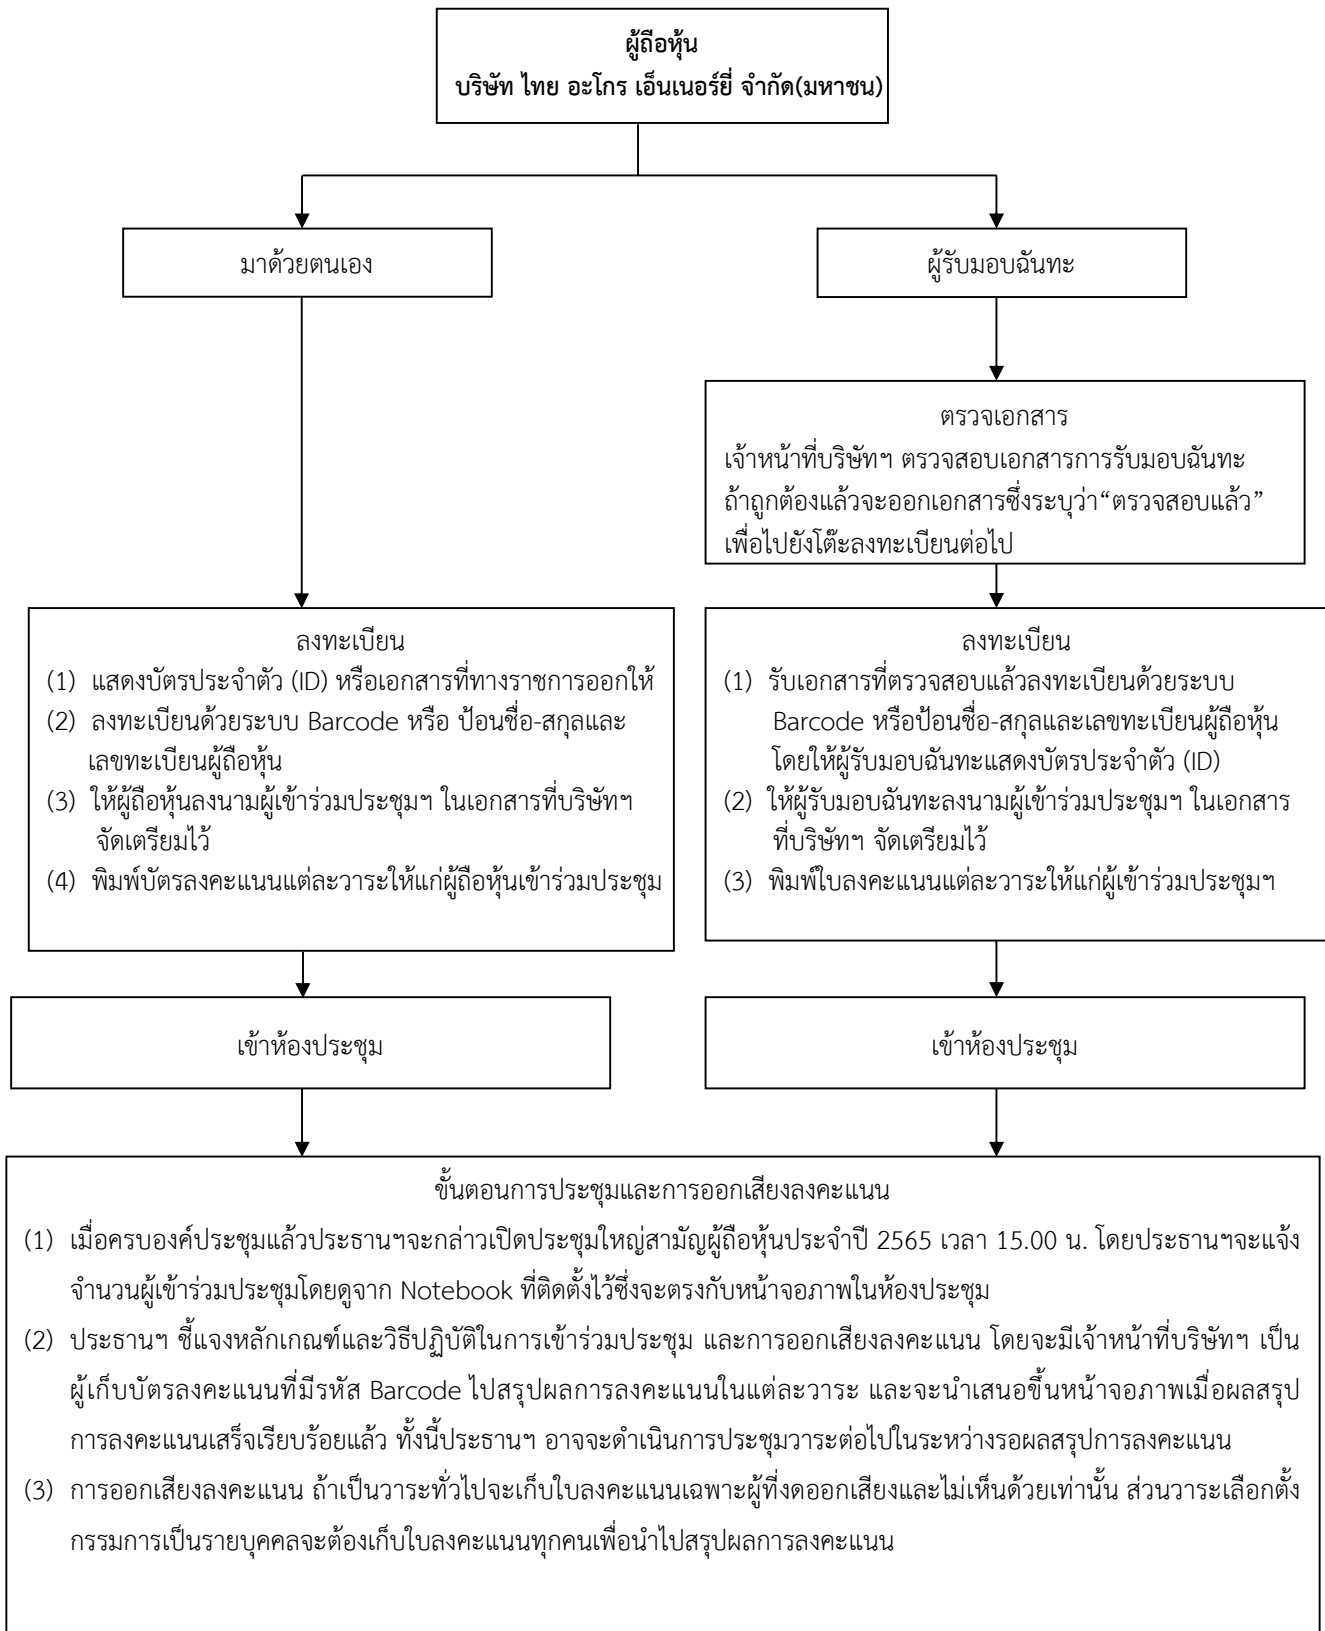 ผู้ถือหุ้น
บริษัท ไทย อะโกร เอ็นเนอร์ยี่ จำกัด(มหาชน)
มาด้วยตนเอง
ผู้รับมอบฉันทะ
ตรวจเอกสาร
เจ้าหน้าที่บริษัทฯ ตรวจสอบเอกสารการรับมอบฉันทะ
ถ้าถูกต้องแล้วจะออกเอกสารซึ่งระบุว่า“ตรวจสอบแล้ว”
เพื่อไปยังโต๊ะลงทะเบียนต่อไป
ลงทะเบียน
(1) แสดงบัตรประจำตัว (ID) หรือเอกสารที่ทางราชการออกให้
(2) ลงทะเบียนด้วยระบบ Barcode หรือ ป้อนชื่อ-สกุลและ
เลขทะเบียนผู้ถือหุ้น
(3) ให้ผู้ถือหุ้นลงนามผู้เข้าร่วมประชุมฯ ในเอกสารที่บริษัทฯ
จัดเตรียมไว้
(4) พิมพ์บัตรลงคะแนนแต่ละวาระให้แก่ผู้ถือหุ้นเข้าร่วมประชุม
ลงทะเบียน
(1) รับเอกสารที่ตรวจสอบแล้วลงทะเบียนด้วยระบบ
Barcode หรือป้อนชื่อ-สกุลและเลขทะเบียนผู้ถือหุ้น
โดยให้ผู้รับมอบฉันทะแสดงบัตรประจำตัว (ID)
(2) ให้ผู้รับมอบฉันทะลงนามผู้เข้าร่วมประชุมฯ ในเอกสาร
ที่บริษัทฯ จัดเตรียมไว้
(3) พิมพ์ใบลงคะแนนแต่ละวาระให้แก่ผู้เข้าร่วมประชุมฯ
เข้าห้องประชุม
เข้าห้องประชุม
ขั้นตอนการประชุมและการออกเสียงลงคะแนน
(1) เมื่อครบองค์ประชุมแล้วประธานฯจะกล่าวเปิดประชุมใหญ่สามัญผู้ถือหุ้นประจำปี 2565 เวลา 15.00 น. โดยประธานฯจะแจ้ง
จำนวนผู้เข้าร่วมประชุมโดยดูจาก Notebook ที่ติดตั้งไว้ซึ่งจะตรงกับหน้าจอภาพในห้องประชุม
(2) ประธานฯ ชี้แจงหลักเกณฑ์และวิธีปฏิบัติในการเข้าร่วมประชุม และการออกเสียงลงคะแนน โดยจะมีเจ้าหน้าที่บริษัทฯ เป็น
ผู้เก็บบัตรลงคะแนนที่มีรหัส Barcode ไปสรุปผลการลงคะแนนในแต่ละวาระ และจะนำเสนอขึ้นหน้าจอภาพเมื่อผลสรุป
การลงคะแนนเสร็จเรียบร้อยแล้ว ทั้งนี้ประธานฯ อาจจะดำเนินการประชุมวาระต่อไปในระหว่างรอผลสรุปการลงคะแนน
(3) การออกเสียงลงคะแนน ถ้าเป็นวาระทั่วไปจะเก็บใบลงคะแนนเฉพาะผู้ที่งดออกเสียงและไม่เห็นด้วยเท่านั้น ส่วนวาระเลือกตั้ง
กรรมการเป็นรายบุคคลจะต้องเก็บใบลงคะแนนทุกคนเพื่อนำไปสรุปผลการลงคะแนน